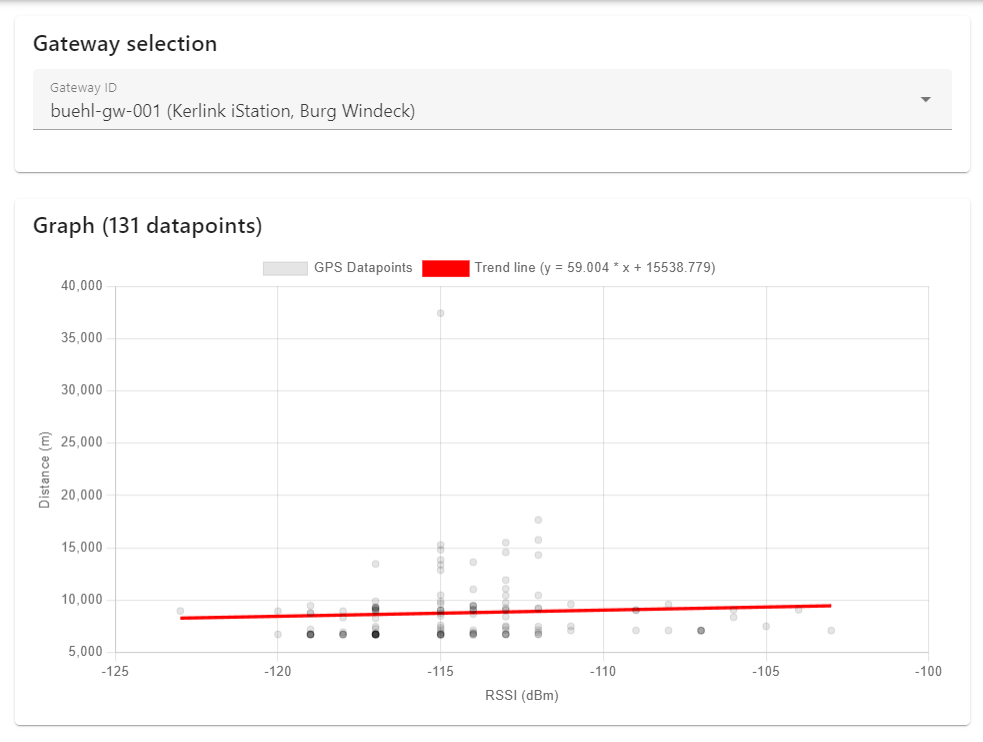 Gateway selection
Gateway ID
buehl-gw-001 (Kerlink iStation, Burg Windeck)
Graph (131 datapoints)
GPS Datapoints
Trend line (y = 59.004 * x + 15538.779)
40,000
35,000
30,000
25,000
20,000
15,000
10,000
5,000
Distance (m)
-125
-120
-115
-110
-105
-100
RSSI (dBm)